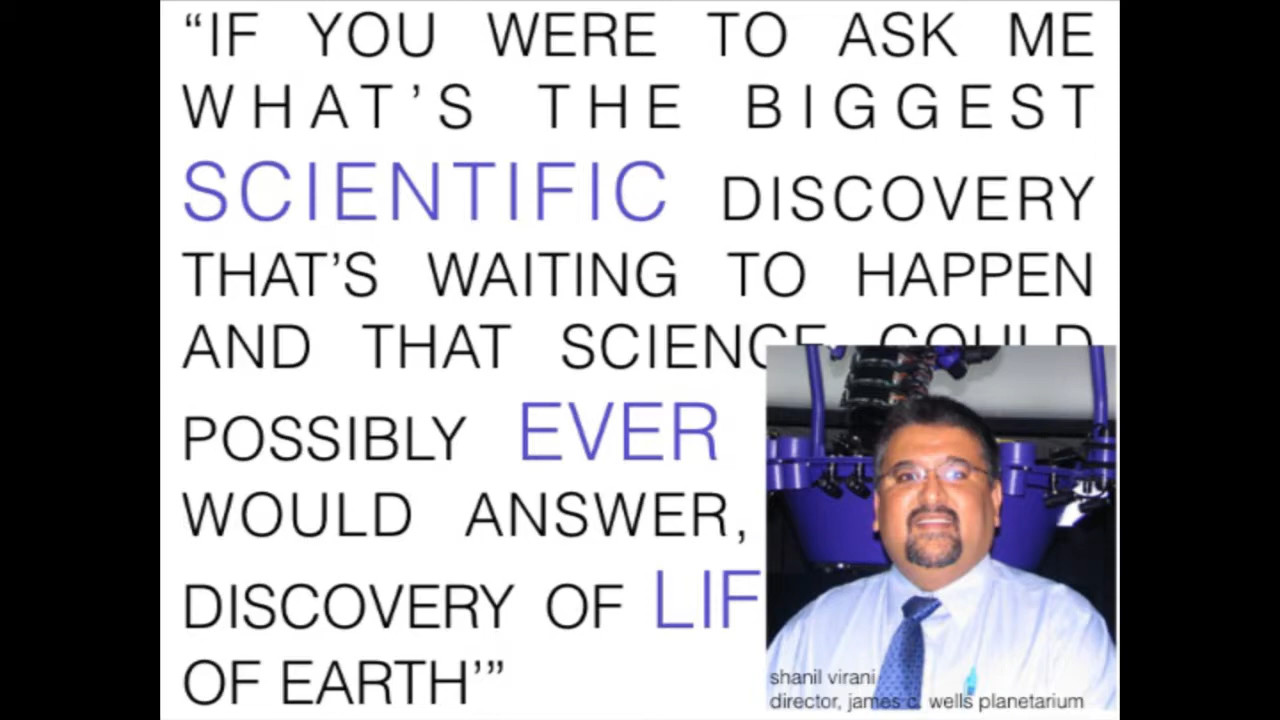 “IF YOU WERE TO ASK ME
WHAT’S THE BIGGEST
SCIENTIFIC DISCOVERY
THAT’S WAITING TO HAPPEN
AND THAT SCIENCE COULD
POSSIBLY EVER
WOULD ANSWER,
DISCOVERY OF LIF
OF EARTH’”
shanil virani
director, james c. wells planetarium